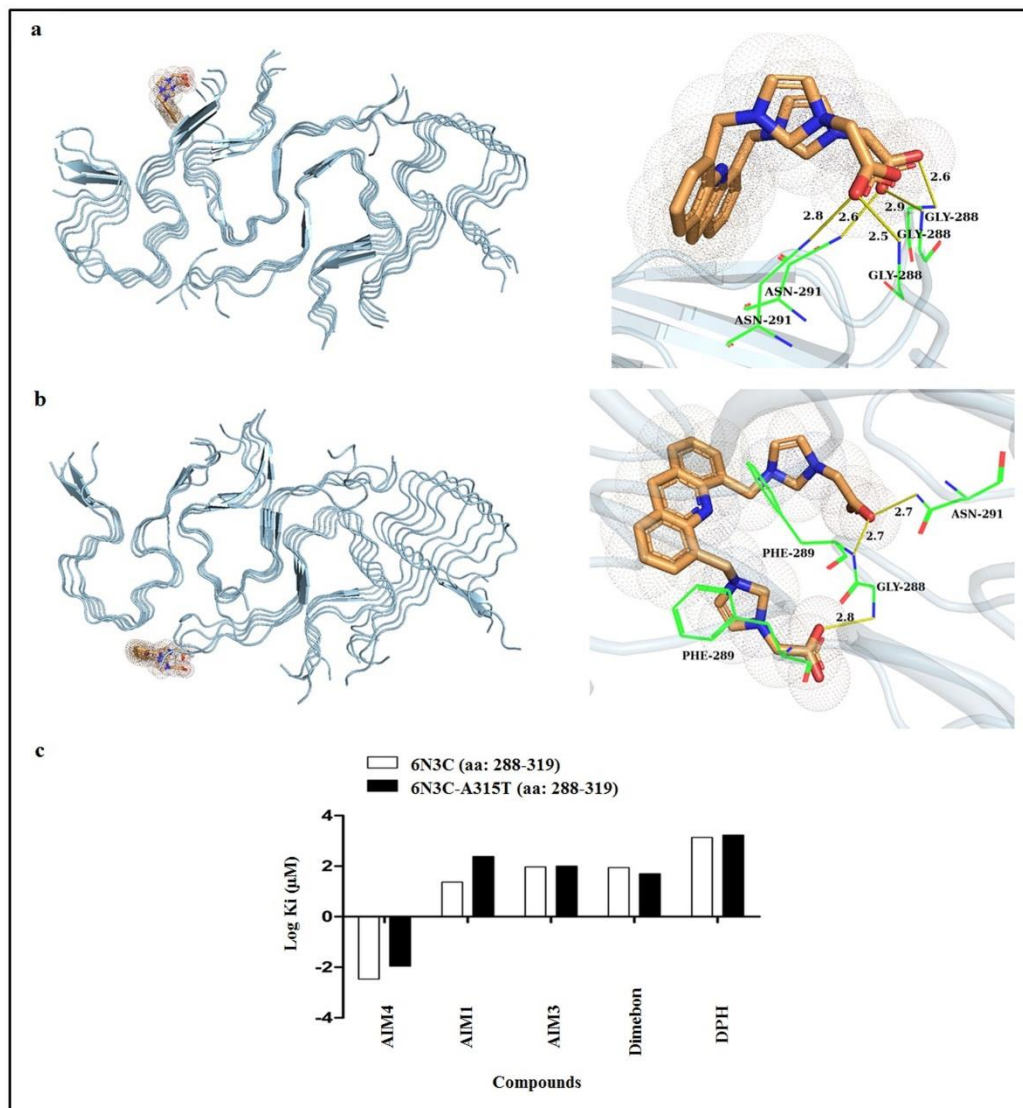 a
2.6
2.9
2.8
2.6
GLY-288
2.5
GLY-288
GLY-288
ASN-291
ASN-291
b
2.7
ASN-291
2.7
PHE-289
GLY-288
2.8
PHE-289
c
6N3C (aa: 288-319)
6N3C-A315T (aa: 288-319)
Log Ki (µM)
4
2
0
-2
-4
AIM4
AIM1
AIM3
Dimebon
DPH
Compounds